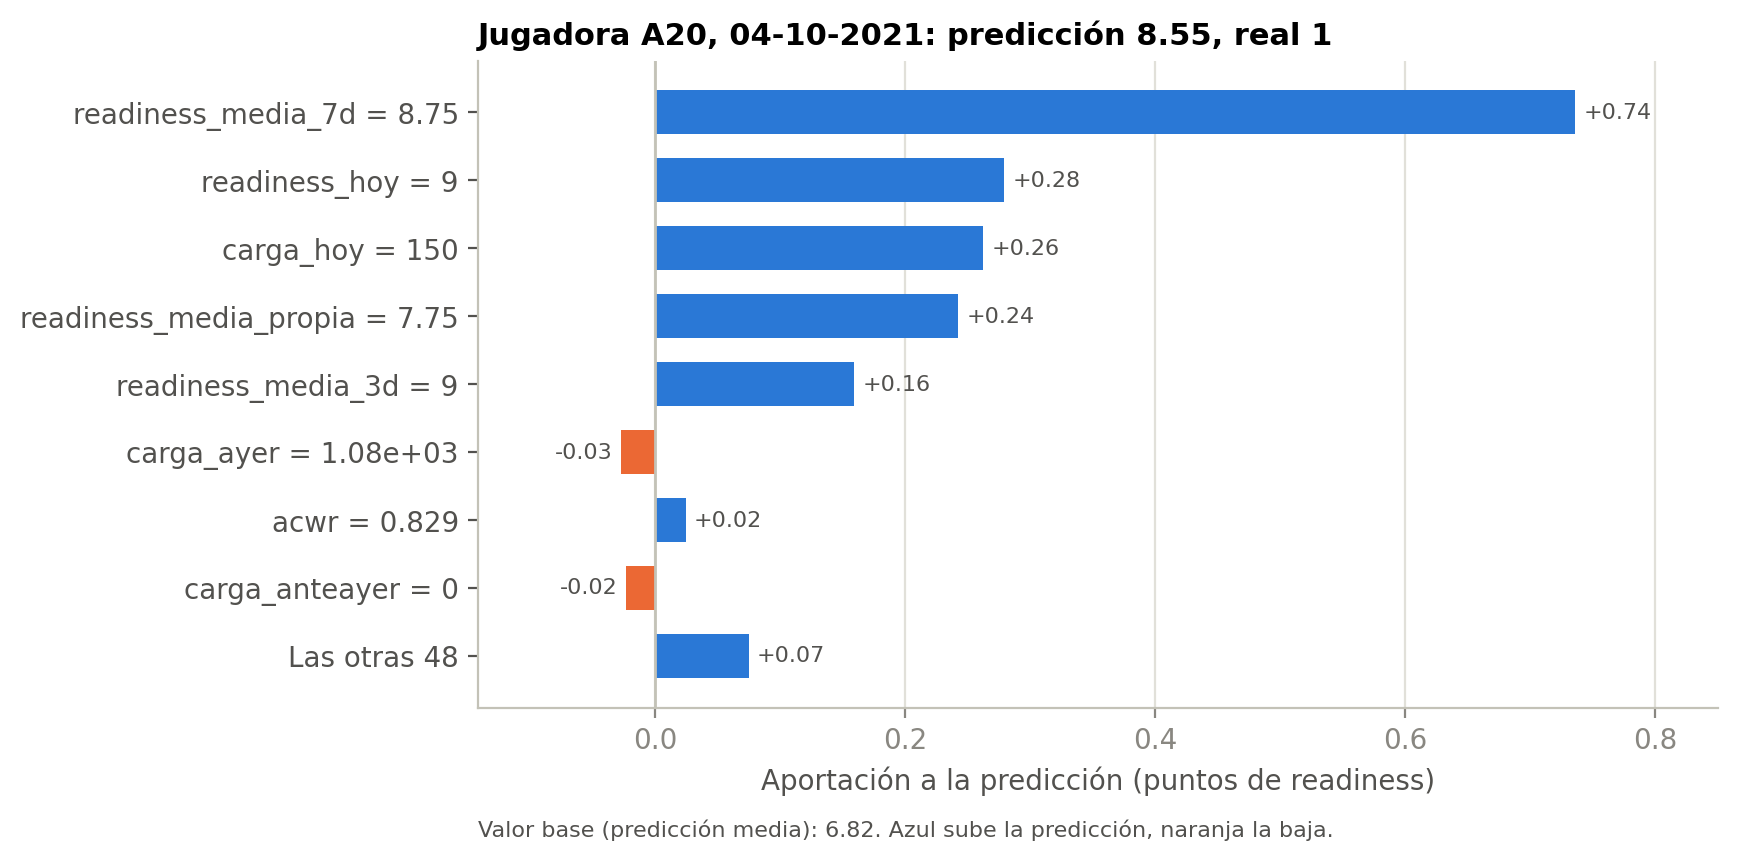 Jugadora A20, 04-10-2021: predicción 8.55, real 1
readiness_media_7d = 8.75
+0.74
readiness_hoy = 9
+0.28
carga_hoy = 150
+0.26
readiness_media_propia = 7.75
+0.24
readiness_media_3d = 9
+0.16
carga_ayer = 1.08e+03
-0.03
acwr = 0.829
+0.02
carga_anteayer = 0
-0.02
Las otras 48
+0.07
0.0 0.2 0.4 0.6 0.8
Aportación a la predicción (puntos de readiness)
Valor base (predicción media): 6.82. Azul sube la predicción, naranja la baja.